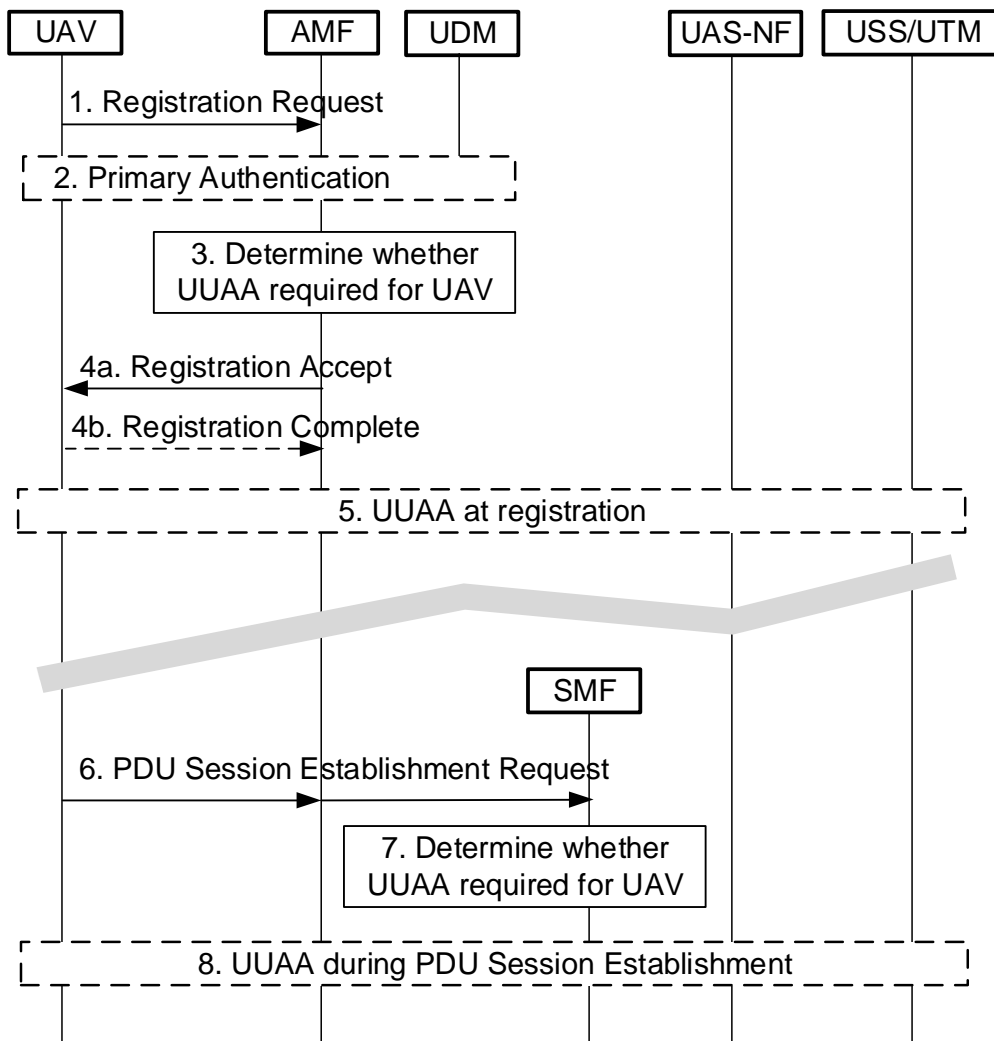 UAV
AMF
UDM
UAS-NF
USS/UTM
1. Registration Request
2. Primary Authentication
3. Determine whether
UUAA required for UAV
4a. Registration Accept
4b. Registration Complete
5. UUAA at registration
SMF
6. PDU Session Establishment Request
7. Determine whether
UUAA required for UAV
8. UUAA during PDU Session Establishment